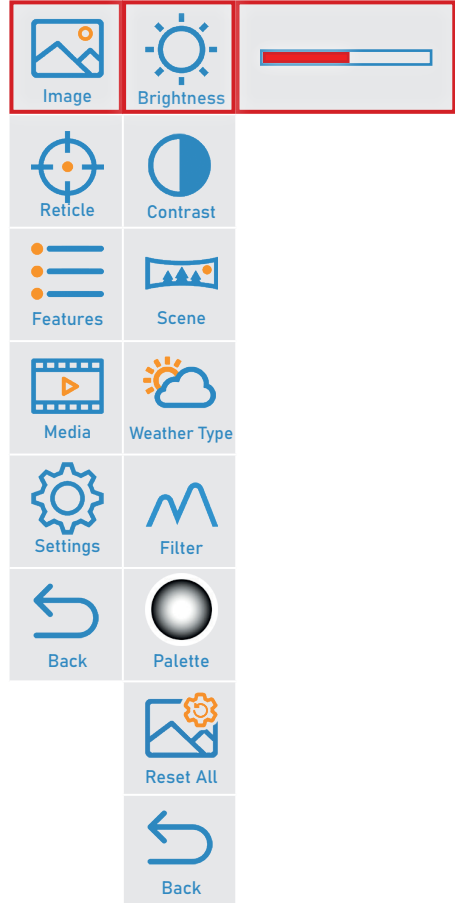 Image
Brightness
Reticle
Contrast
Features
Scene
Media
Weather Type
Settings
Filter
Back
Palette
Reset All
Back